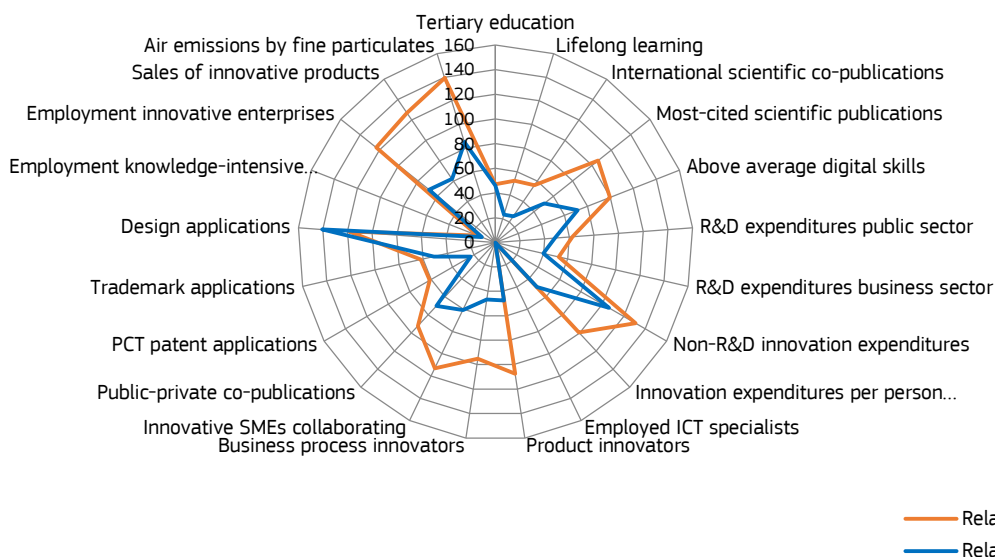 Tertiary education
Lifelong learning
International scientific co-publications
Most-cited scientific publications
Above average digital skills
R&D expenditures public sector
R&D expenditures business sector
Non-R&D innovation expenditures
Innovation expenditures per person...
Employed ICT specialists
Product innovators
Business process innovators
Innovative SMEs collaborating
Public-private co-publications
PCT patent applications
Trademark applications
Design applications
Employment knowledge-intensive...
Employment innovative enterprises
Sales of innovative products
Air emissions by fine particulates
160
140
120
100
80
60
40
20
0
Rela
Rela